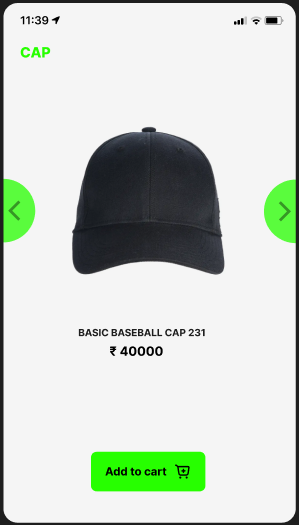 11:39
CAP
BASIC BASEBALL CAP 231
₹ 40000
Add to cart